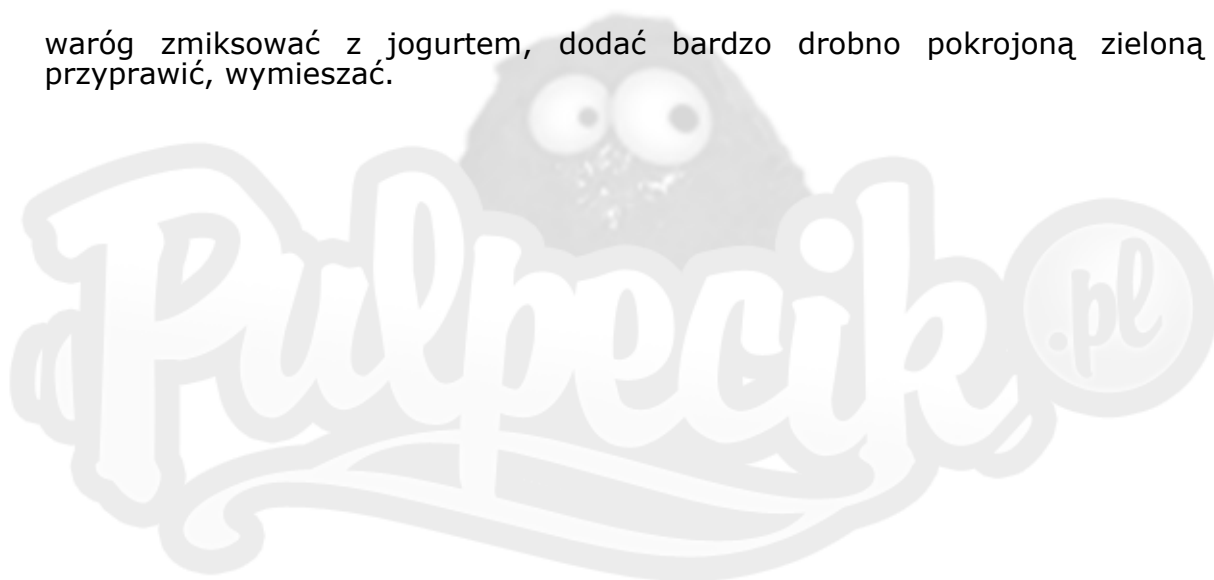 waróg zmiksować z jogurtem, dodać bardzo drobno pokrojoną zieloną
przyprawić, wymieszać.
Pulpecik .pl